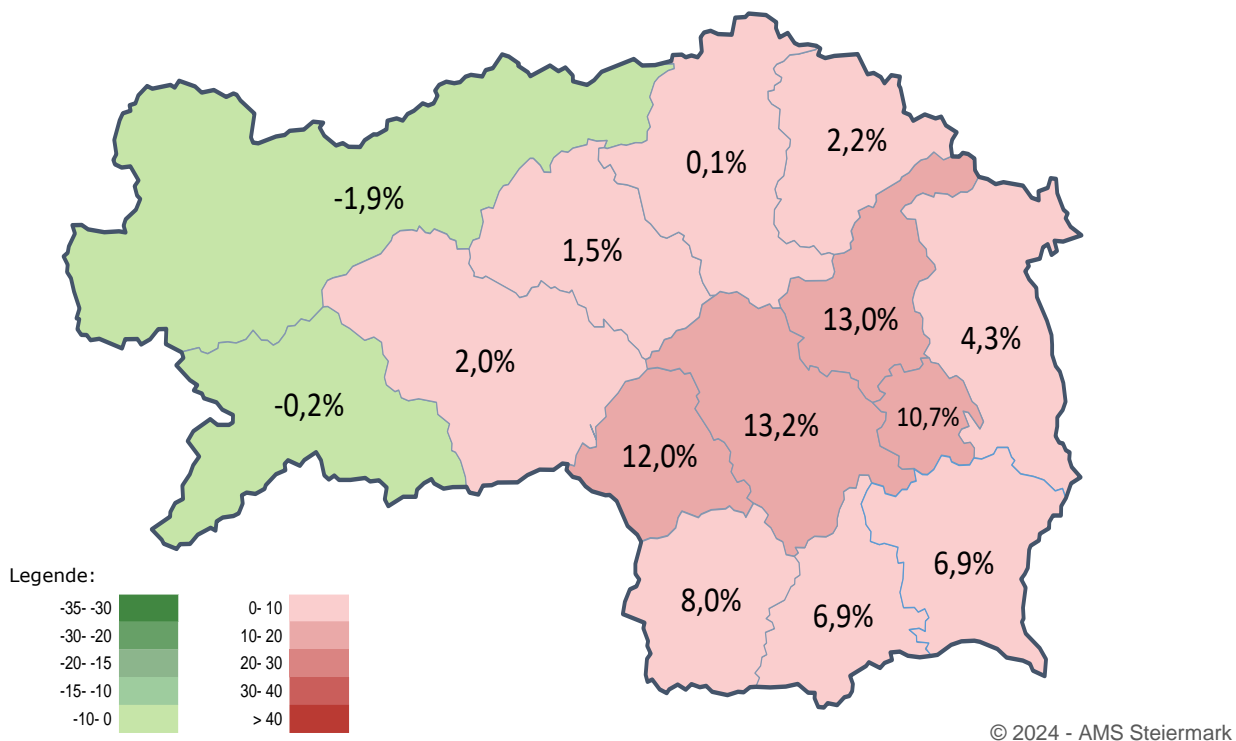 0,1%
2,2%
-1,9%
1,5%
13,0%
4,3%
2,0%
-0,2%
13,2%
10,7%
12,0%
6,9%
8,0%
6,9%
Legende:
-35- -30 0- 10
-30- -20 10- 20
-20- -15 20- 30
-15- -10 30- 40
-10- 0 > 40
© 2024 - AMS Steiermark